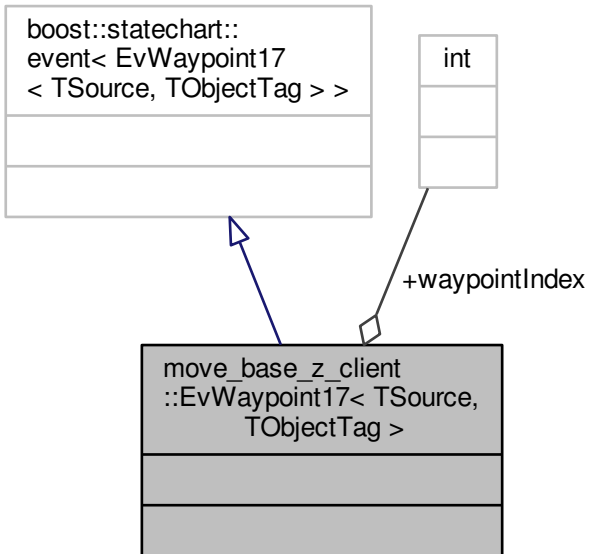 boost::statechart::
event< EvWaypoint17
< TSource, TObjectTag > >
int
+waypointIndex
move_base_z_client
::EvWaypoint17< TSource,
TObjectTag >